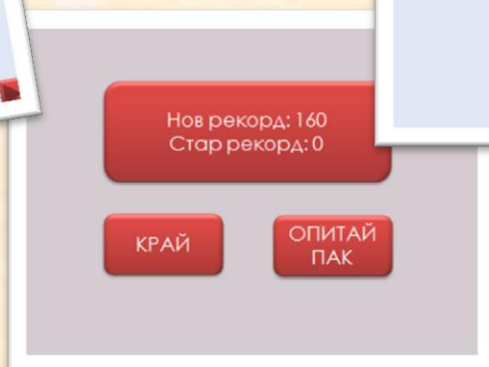 Нов рекорд: 160
Стар рекорд: 0
КРАЙ
ОПИТАЙ
ПАК